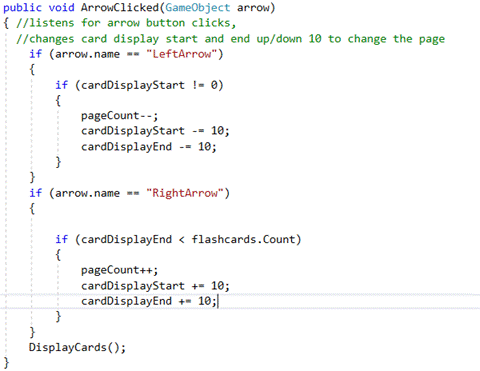 public void ArrowClicked(GameObject arrow)
{ //listens for arrow button clicks,
//changes card display start and end up/down 10 to change the page
if (arrow.name == "LeftArrow")
{
if (cardDisplayStart != 0)
{
pageCount--;
cardDisplayStart -= 10;
cardDisplayEnd -= 10;
}
}
if (arrow.name == "RightArrow")
{
if (cardDisplayEnd < flashcards.Count)
{
pageCount++;
cardDisplayStart += 10;
cardDisplayEnd += 10;
}
}
DisplayCards();
}